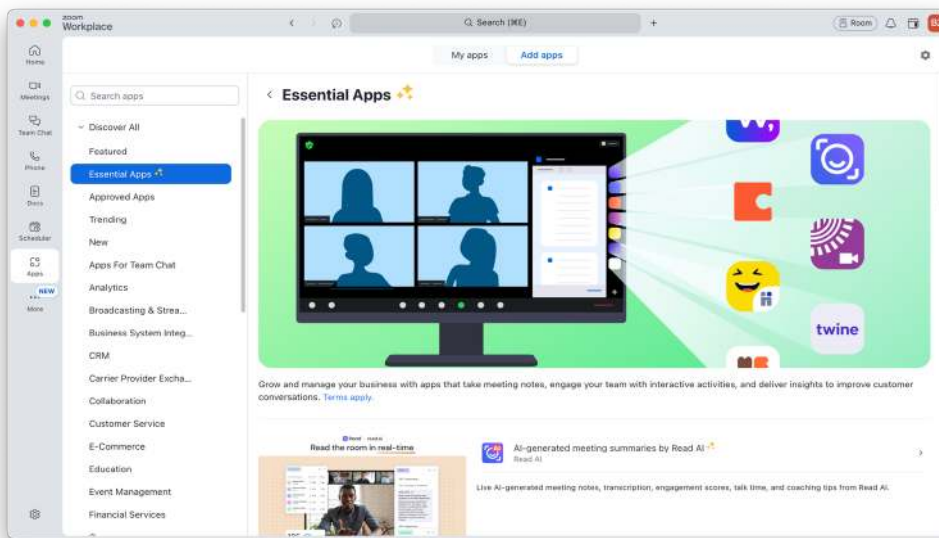 zoom
Workplace
Search (⌘E)
Room
My apps
Add apps
Home
Meetings
Team Chat
Phone
Docs
Scheduler
Apps
NEW
More
Search apps
Discover All
Featured
Essential Apps
Approved Apps
Trending
New
Apps For Team Chat
Analytics
Broadcasting & Strea...
Business System Integ...
CRM
Carrier Provider Excha...
Collaboration
Customer Service
E-Commerce
Education
Event Management
Financial Services
Essential Apps
twine
Grow and manage your business with apps that take meeting notes, engage your team with interactive activities, and deliver insights to improve customer
conversations. Terms apply.
Read the room in real-time
AI-generated meeting summaries by Read AI
Read AI
Live AI-generated meeting notes, transcription, engagement scores, talk time, and coaching tips from Read AI.